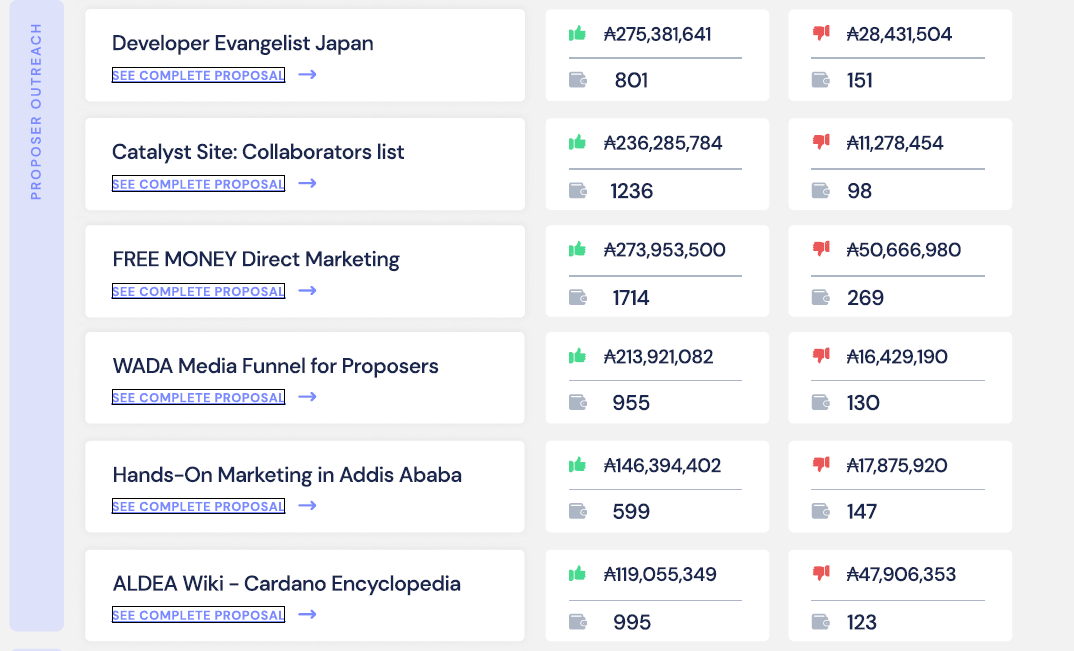 PROPOSER OUTREACH
Developer Evangelist Japan
SEE COMPLETE PROPOSAL →
₳275,381,641
801
₳28,431,504
151
Catalyst Site: Collaborators list
SEE COMPLETE PROPOSAL →
₳236,285,784
1236
₳11,278,454
98
FREE MONEY Direct Marketing
SEE COMPLETE PROPOSAL →
₳273,953,500
1714
₳50,666,980
269
WADA Media Funnel for Proposers
SEE COMPLETE PROPOSAL →
₳213,921,082
955
₳16,429,190
130
Hands-On Marketing in Addis Ababa
SEE COMPLETE PROPOSAL →
₳146,394,402
599
₳17,875,920
147
ALDEA Wiki - Cardano Encyclopedia
SEE COMPLETE PROPOSAL →
₳119,055,349
995
₳47,906,353
123